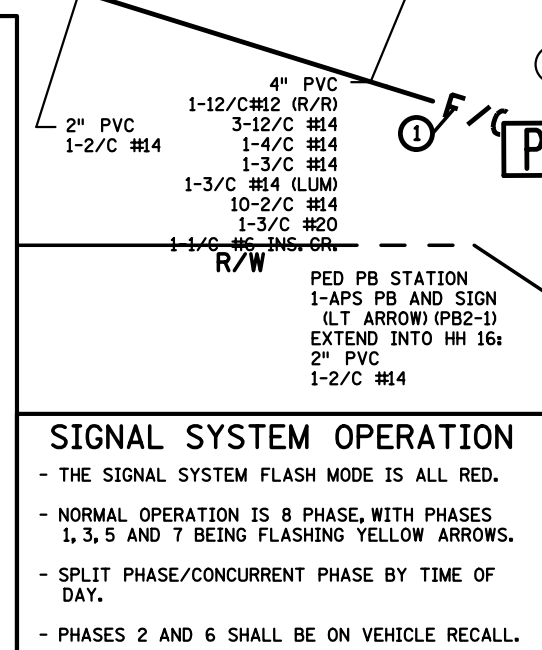 4" PVC
1-12/C#12 (R/R)
3-12/C #14
1-4/C #14
1-3/C #14
1-3/C #14 (LUM)
10-2/C #14
1-3/C #20
1-1/C #6 INS. GR.
2" PVC
1-2/C #14
1
F/C
P
R/W
PED PB STATION
1-APS PB AND SIGN
(LT ARROW) (PB2-1)
EXTEND INTO HH 16:
2" PVC
1-2/C #14
SIGNAL SYSTEM OPERATION
- THE SIGNAL SYSTEM FLASH MODE IS ALL RED.
- NORMAL OPERATION IS 8 PHASE, WITH PHASES
1, 3, 5 AND 7 BEING FLASHING YELLOW ARROWS.
- SPLIT PHASE/CONCURRENT PHASE BY TIME OF
DAY.
- PHASES 2 AND 6 SHALL BE ON VEHICLE RECALL.